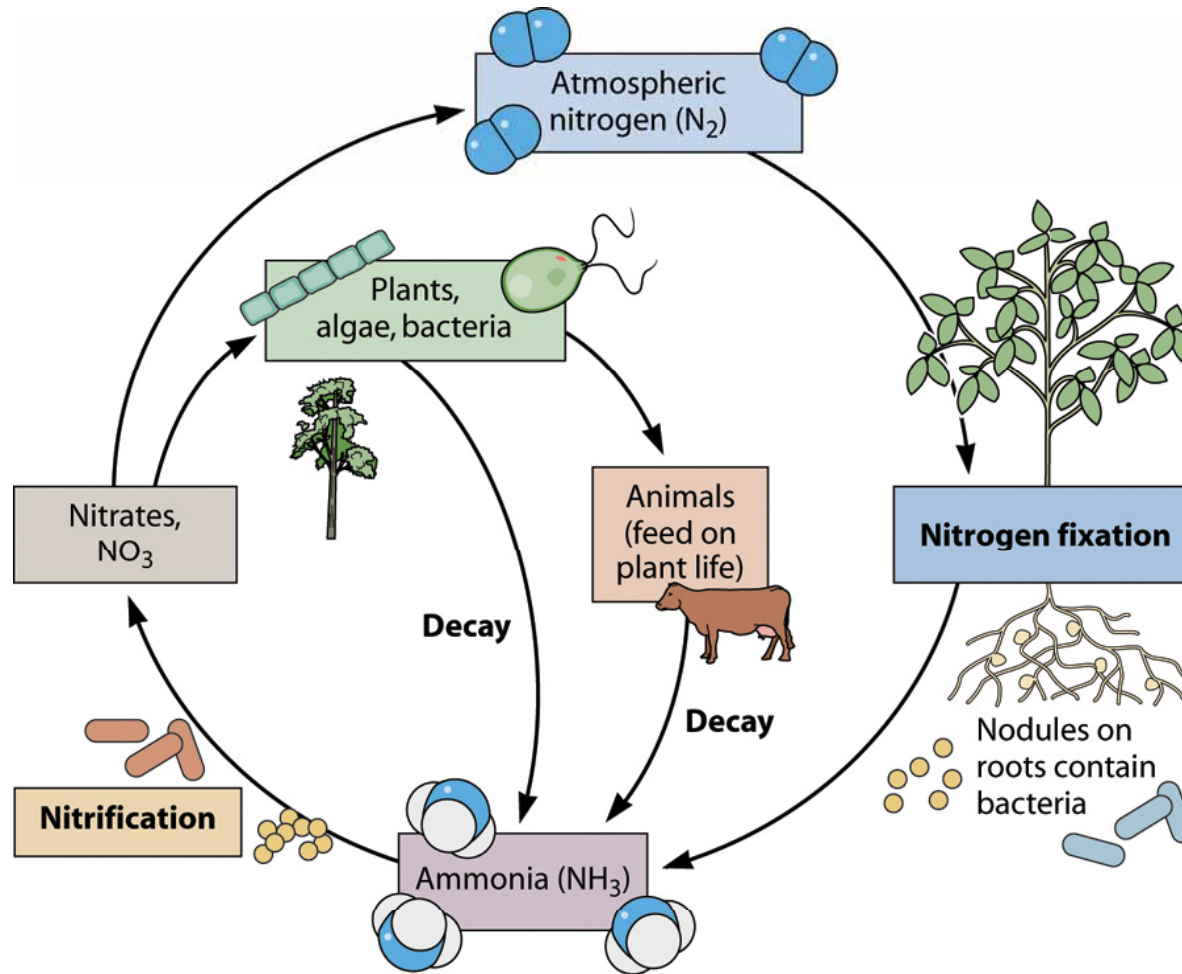 Atmospheric
nitrogen (N₂)
Plants,
algae, bacteria
Nitrates,
NO₃
Animals
(feed on
plant life)
Nitrogen fixation
Decay
Decay
Nodules on
roots contain
bacteria
Nitrification
Ammonia (NH₃)